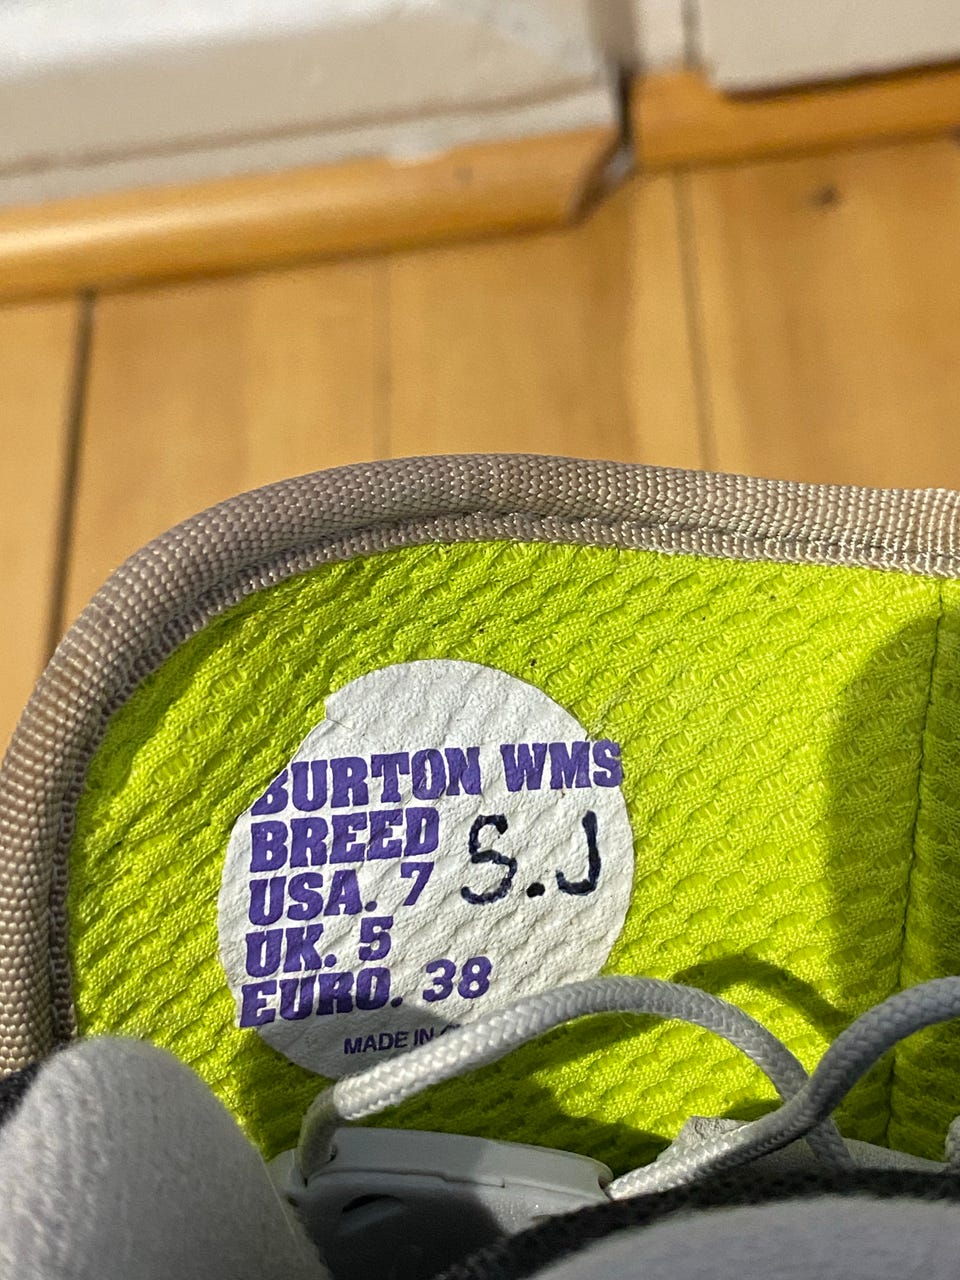 BURTON WMS
BREED
S.J
USA. 7
UK. 5
EURO. 38
MADE IN